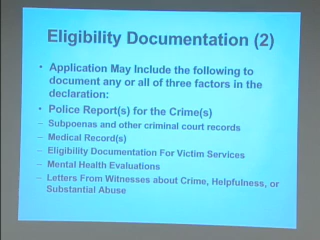 Eligibility Documentation (2)
• Application May Include the following to
document any or all of three factors in the
declaration:
• Police Report(s) for the Crime(s)
– Subpoenas and other criminal court records
– Medical Record(s)
– Eligibility Documentation For Victim Services
– Mental Health Evaluations
– Letters From Witnesses about Crime, Helpfulness, or
Substantial Abuse